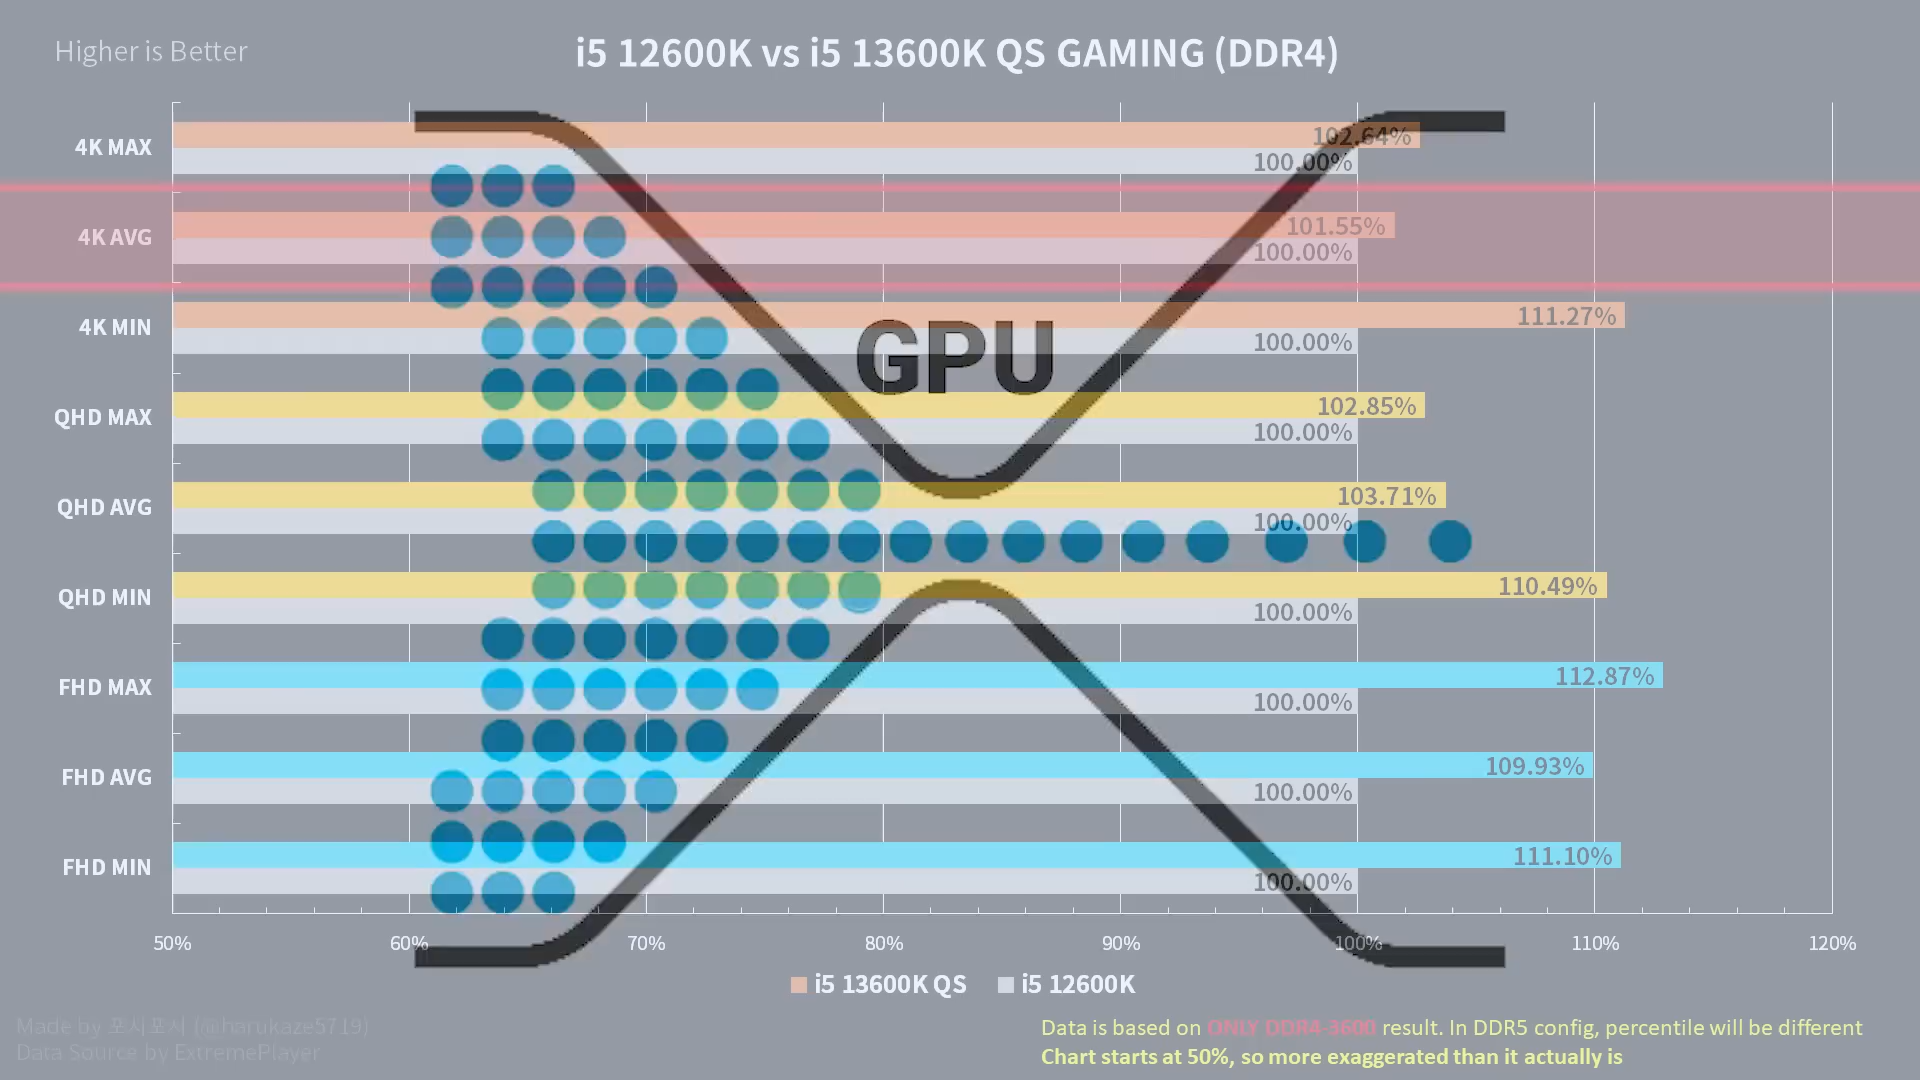 Higher is Better
i5 12600K vs i5 13600K QS GAMING (DDR4)
4K MAX
102.64%
100.00%
4K AVG
101.55%
100.00%
4K MIN
111.27%
100.00%
GPU
QHD MAX
102.85%
100.00%
QHD AVG
103.71%
100.00%
QHD MIN
110.49%
100.00%
FHD MAX
112.87%
100.00%
FHD AVG
109.93%
100.00%
FHD MIN
111.10%
100.00%
50% 60% 70% 80% 90% 100% 110% 120%
i5 13600K QS i5 12600K
Made by 포시포시 (@harukaze5719)
Data Source by ExtremePlayer
Data is based on ONLY DDR4-3600 result. In DDR5 config, percentile will be different
Chart starts at 50%, so more exaggerated than it actually is